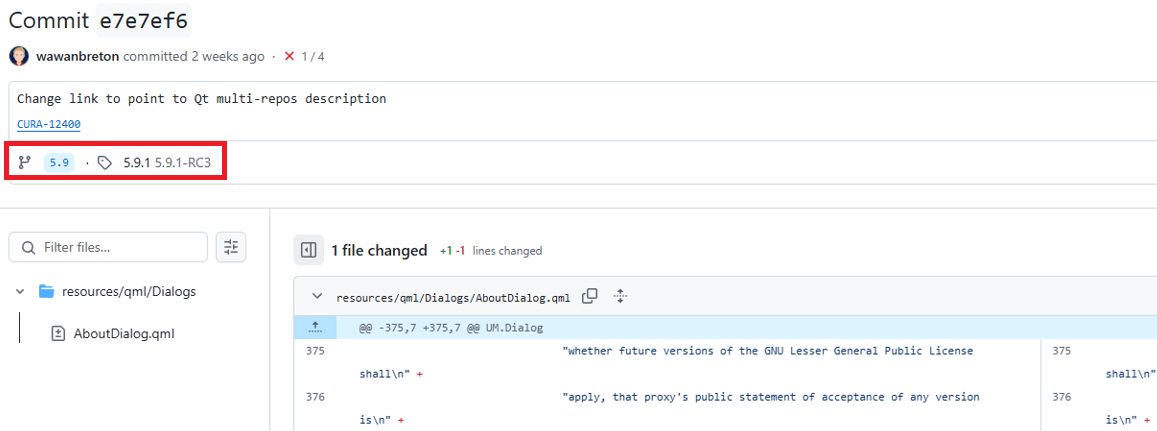 Commit e7e7ef6
wawanbreton committed 2 weeks ago · 1 / 4
Change link to point to Qt multi-repos description
CURA-12400
5.9 · 5.9.1 5.9.1-RC3
Filter files...
1 file changed +1 -1 lines changed
resources/qml/Dialogs
AboutDialog.qml
resources/qml/Dialogs/AboutDialog.qml
@@ -375,7 +375,7 @@ UM.Dialog
375 "whether future versions of the GNU Lesser General Public License 375
shall\n" + shall\n"
376 "apply, that proxy's public statement of acceptance of any version 376
is\n" + is\n" +